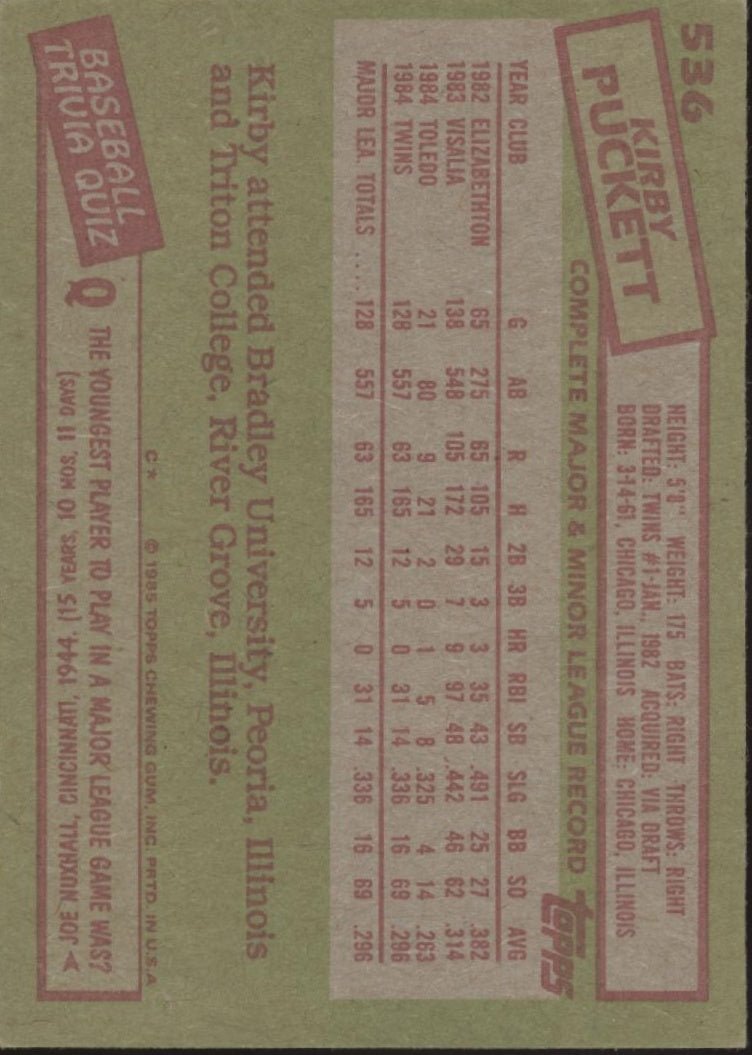 536
KIRBY
PUCKETT
HEIGHT: 5'8" WEIGHT: 175 BATS: RIGHT THROWS: RIGHT
DRAFTED: TWINS #1-JAN., 1982 ACQUIRED: VIA DRAFT
BORN: 3-14-61, CHICAGO, ILLINOIS HOME: CHICAGO, ILLINOIS
COMPLETE MAJOR & MINOR LEAGUE RECORD topps
YEAR CLUB G AB R H 2B 3B HR RBI SB SLG BB SO AVG
1982 ELIZABETHTON 65 275 65 105 15 3 3 35 43 .491 25 27 .382
1983 VISALIA 138 548 105 172 29 7 9 97 48 .442 46 62 .314
1984 TOLEDO 21 80 9 21 2 0 1 5 8 .325 4 14 .263
1984 TWINS 128 557 63 165 12 5 0 31 14 .336 16 69 .296
MAJOR LEA. TOTALS .... 128 557 63 165 12 5 0 31 14 .336 16 69 .296
Kirby attended Bradley University, Peoria, Illinois
and Triton College, River Grove, Illinois.
C* © 1985 TOPPS CHEWING GUM, INC. PRTD. IN U.S.A
BASEBALL
TRIVIA QUIZ
Q THE YOUNGEST PLAYER TO PLAY IN A MAJOR LEAGUE GAME WAS?
A JOE NUXHALL, CINCINNATI, 1944. (15 YEARS, 10 MOS., 11 DAYS)